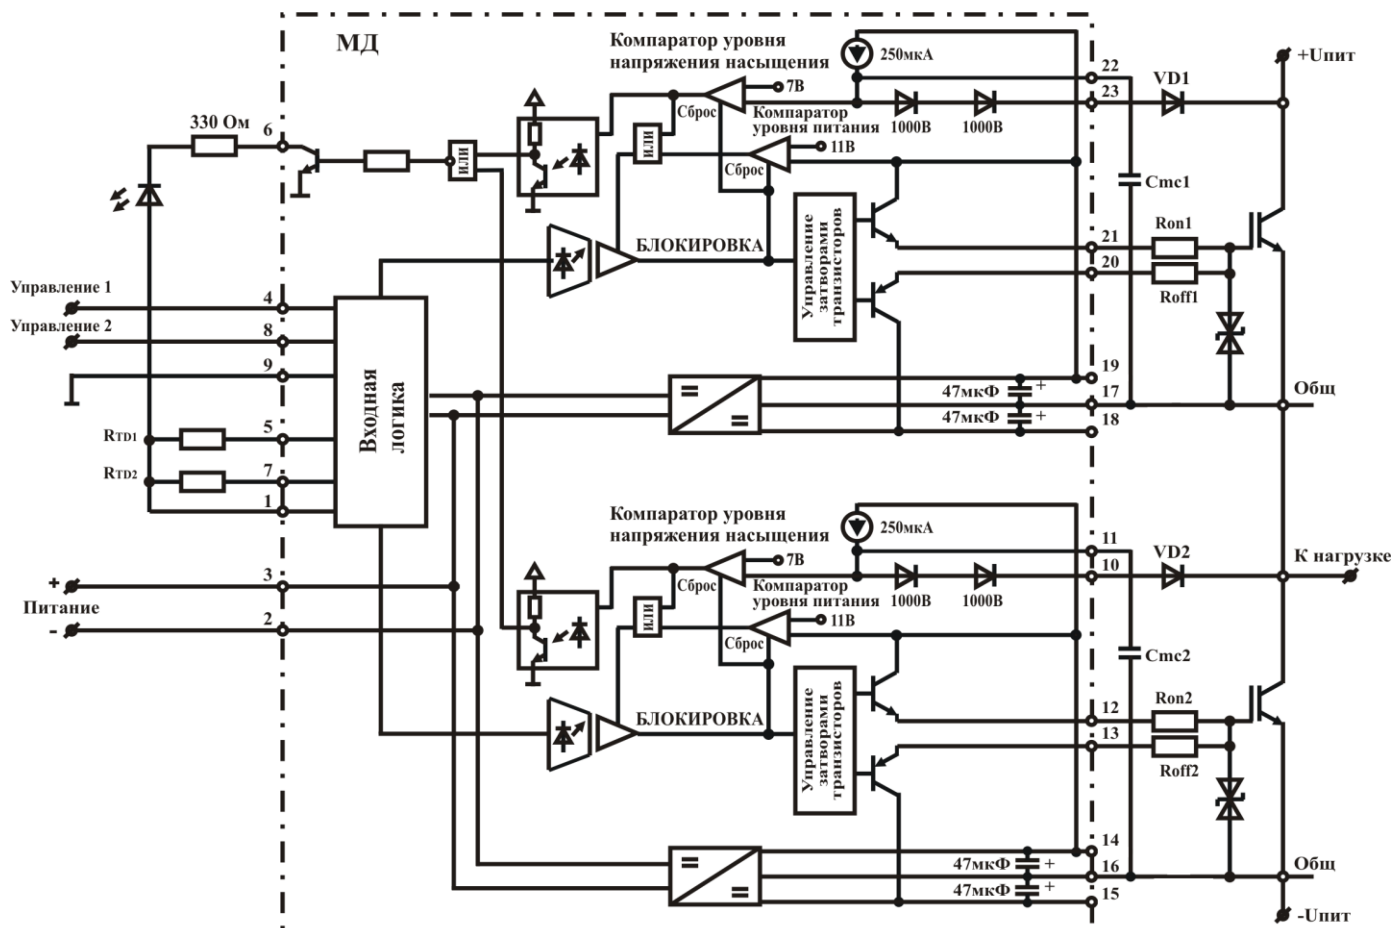 МД
Компаратор уровня
напряжения насыщения
250мкА
22
VD1
+Uпит
7В
23
Сброс
Компаратор
уровня питания
1000В
1000В
330 Ом
6
или
или
11В
Сброс
Cmc1
Управление
затворами
транзисторов
БЛОКИРОВКА
21
Ron1
20
Roff1
Управление 1
4
Управление 2
8
9
Входная
логика
19
47мкФ
+
17
Общ
47мкФ
+
18
RTD1
5
RTD2
7
1
Компаратор уровня
напряжения насыщения
250мкА
11
VD2
К нагрузке
7В
10
Сброс
Компаратор
уровня питания
1000В
1000В
+
3
Питание
-
2
или
11В
Сброс
Cmc2
Управление
затворами
транзисторов
БЛОКИРОВКА
12
Ron2
13
Roff2
14
47мкФ
+
16
Общ
47мкФ
+
15
-Uпит